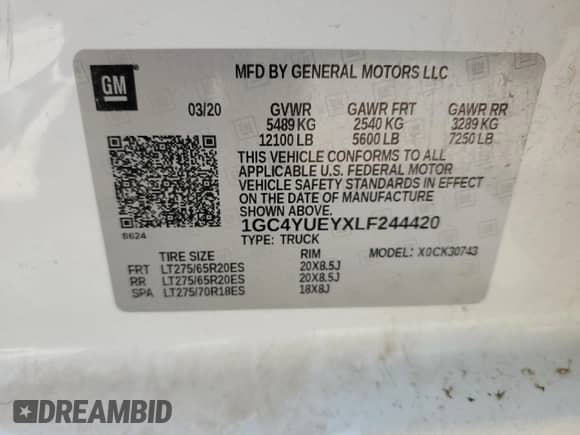 GM
MFD BY GENERAL MOTORS LLC
03/20 GVWR GAWR FRT GAWR RR
5489 KG 2540 KG 3289 KG
12100 LB 5600 LB 7250 LB
THIS VEHICLE CONFORMS TO ALL
APPLICABLE U.S. FEDERAL MOTOR
VEHICLE SAFETY STANDARDS IN EFFECT
ON THE DATE OF MANUFACTURE
SHOWN ABOVE.
1GC4YUEYXLF244420
S624 TYPE: TRUCK
TIRE SIZE RIM MODEL: X0CK30743
FRT LT275/65R20ES 20X8.5J
RR LT275/65R20ES 20X8.5J
SPA LT275/70R18ES 18X8J
DREAMBID